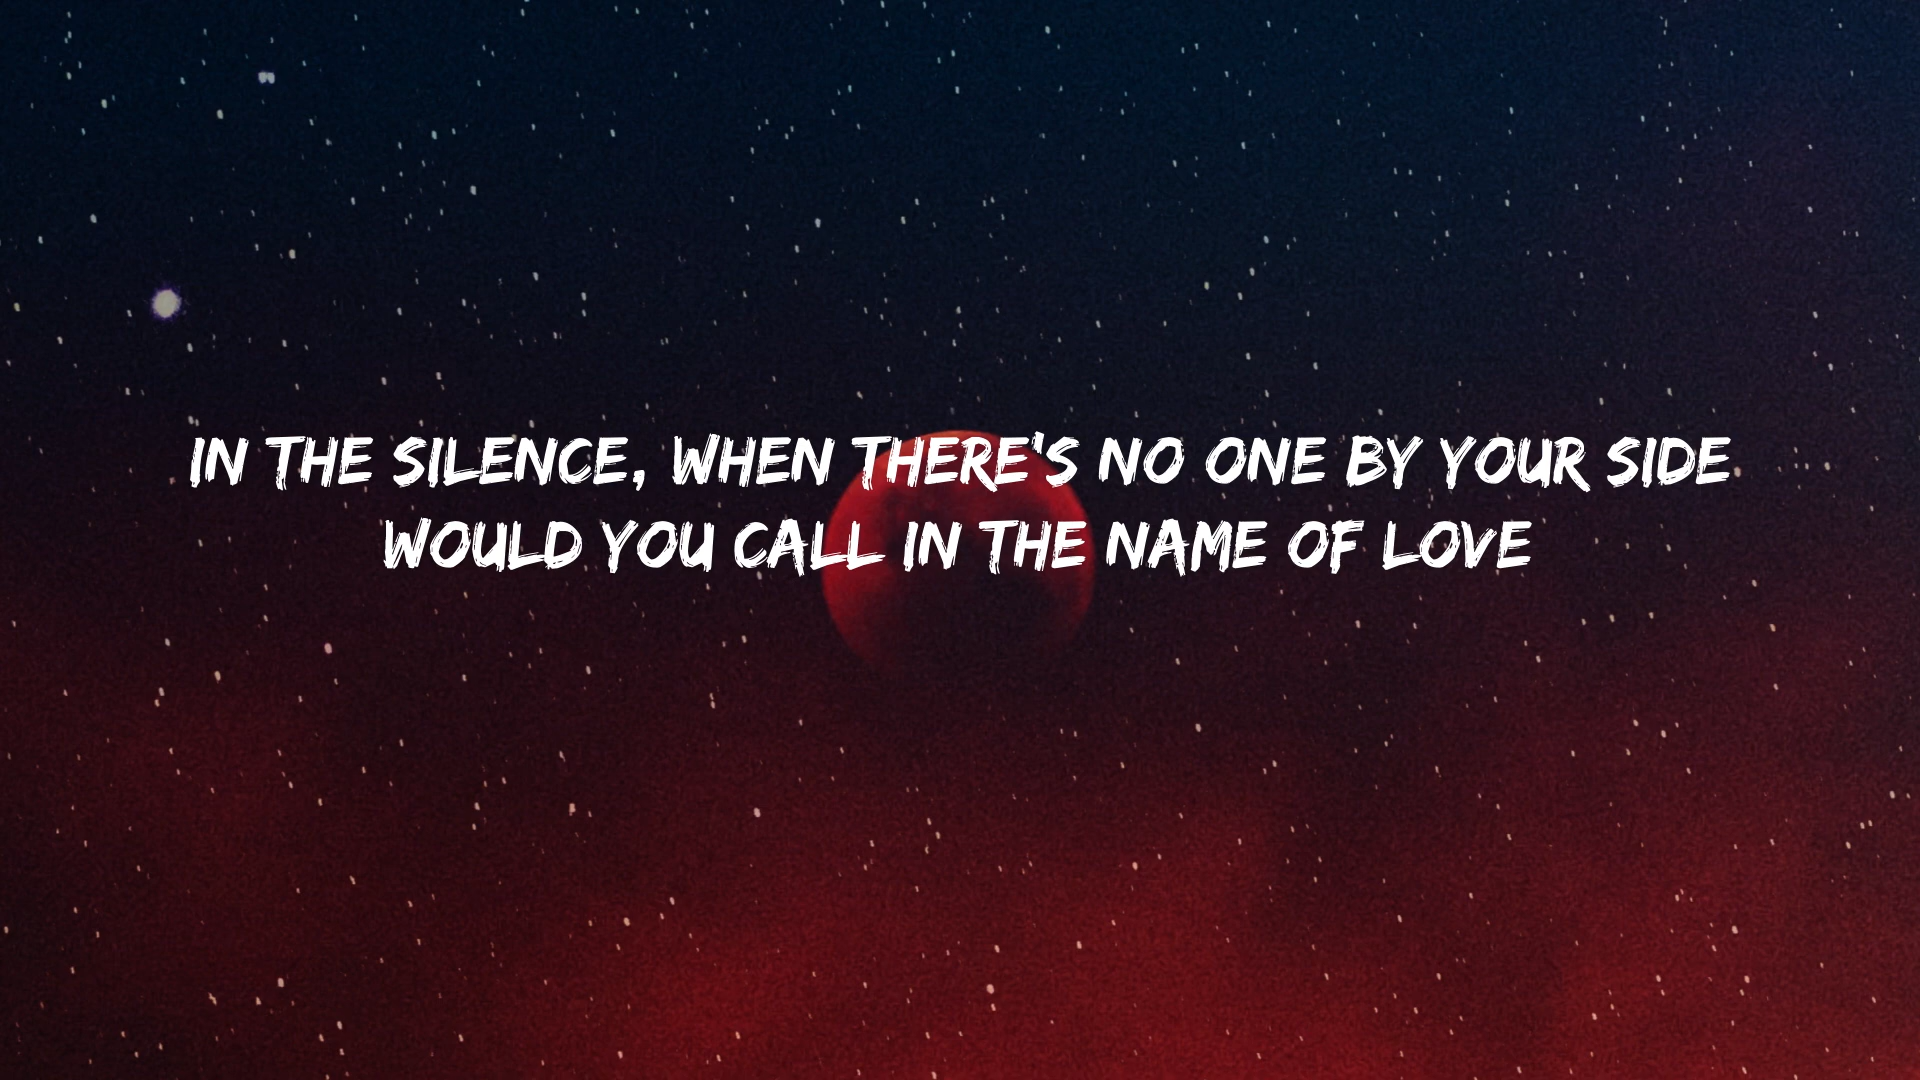 IN THE SILENCE, WHEN THERE'S NO ONE BY YOUR SIDE
WOULD YOU CALL IN THE NAME OF LOVE